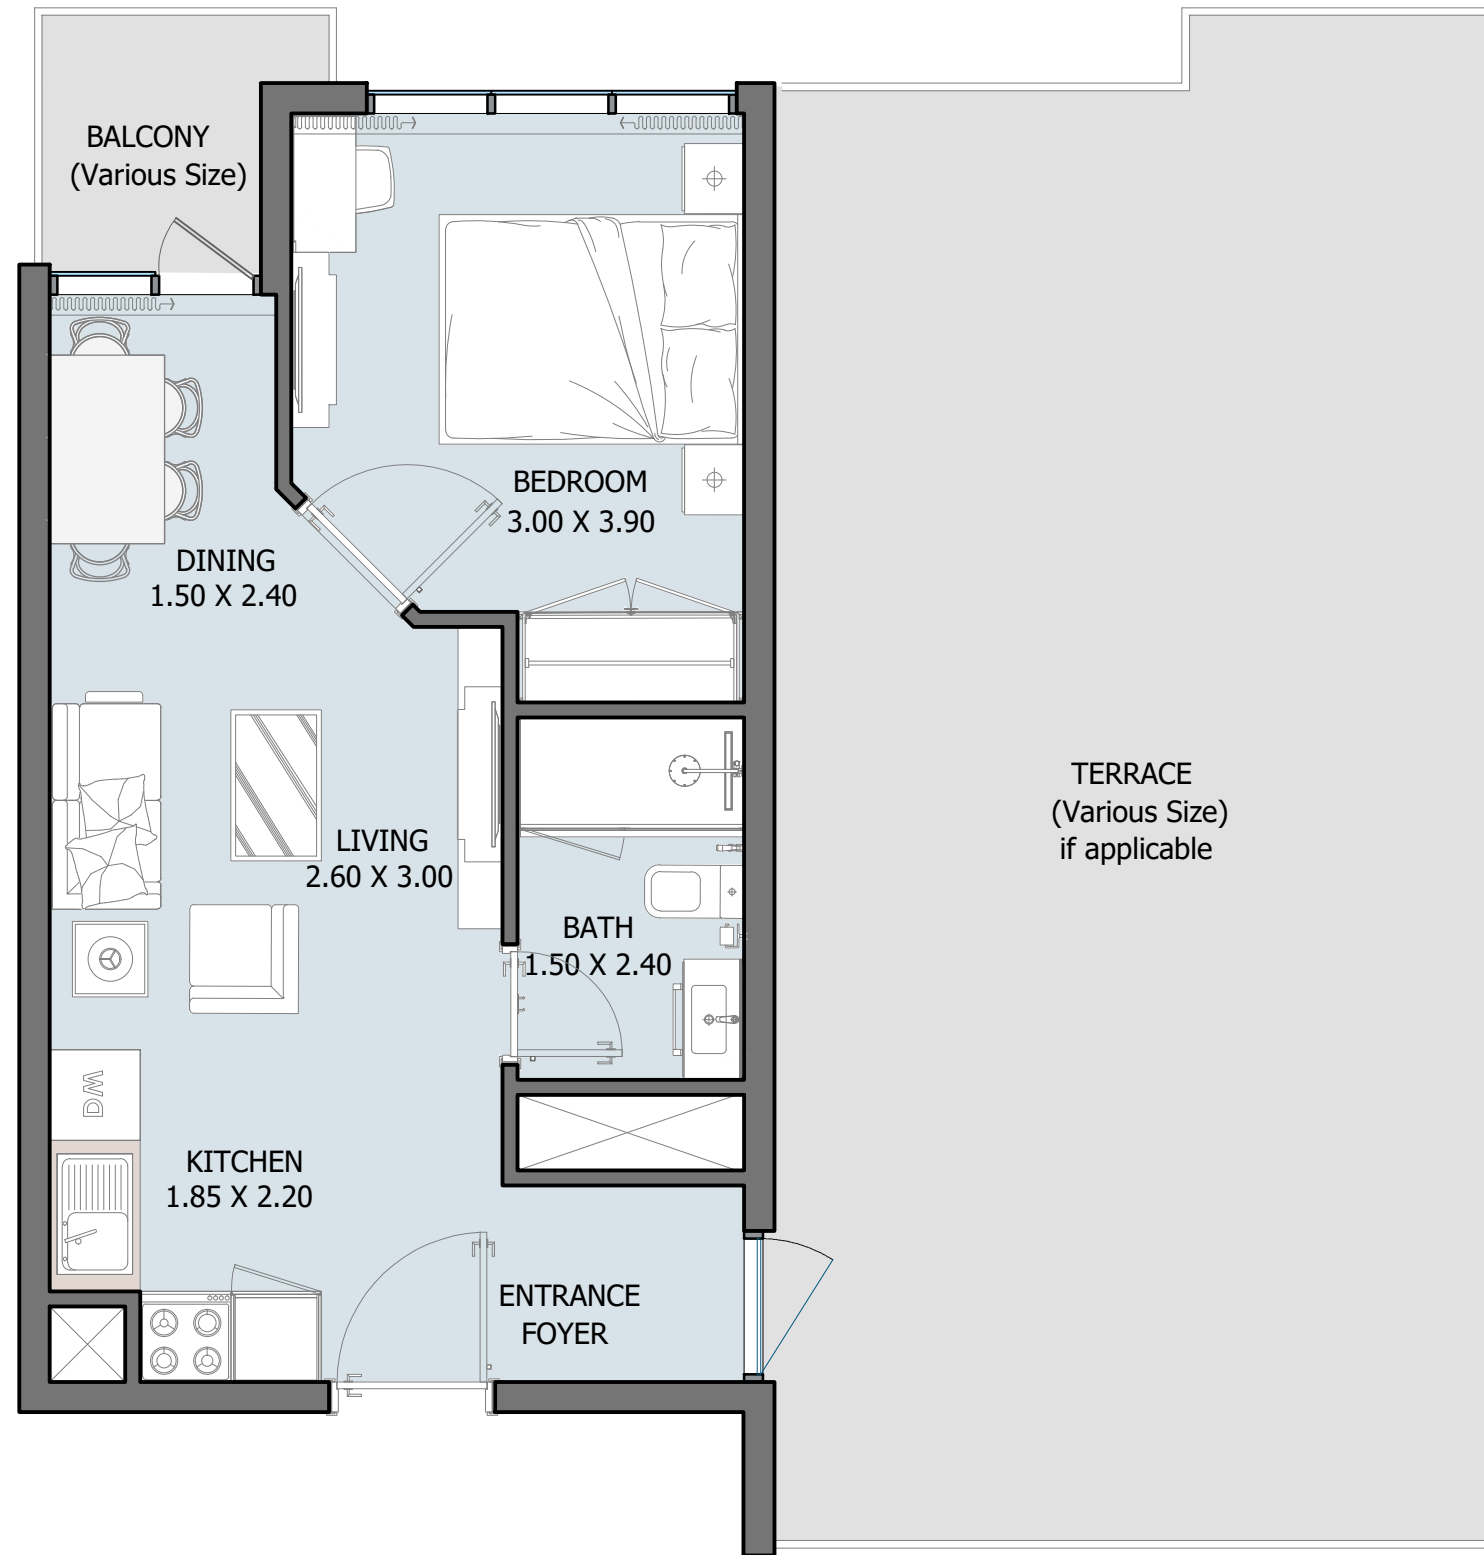 BALCONY
(Various Size)
BEDROOM
3.00 X 3.90
DINING
1.50 X 2.40
TERRACE
(Various Size)
if applicable
LIVING
2.60 X 3.00
BATH
1.50 X 2.40
WD
KITCHEN
1.85 X 2.20
ENTRANCE
FOYER